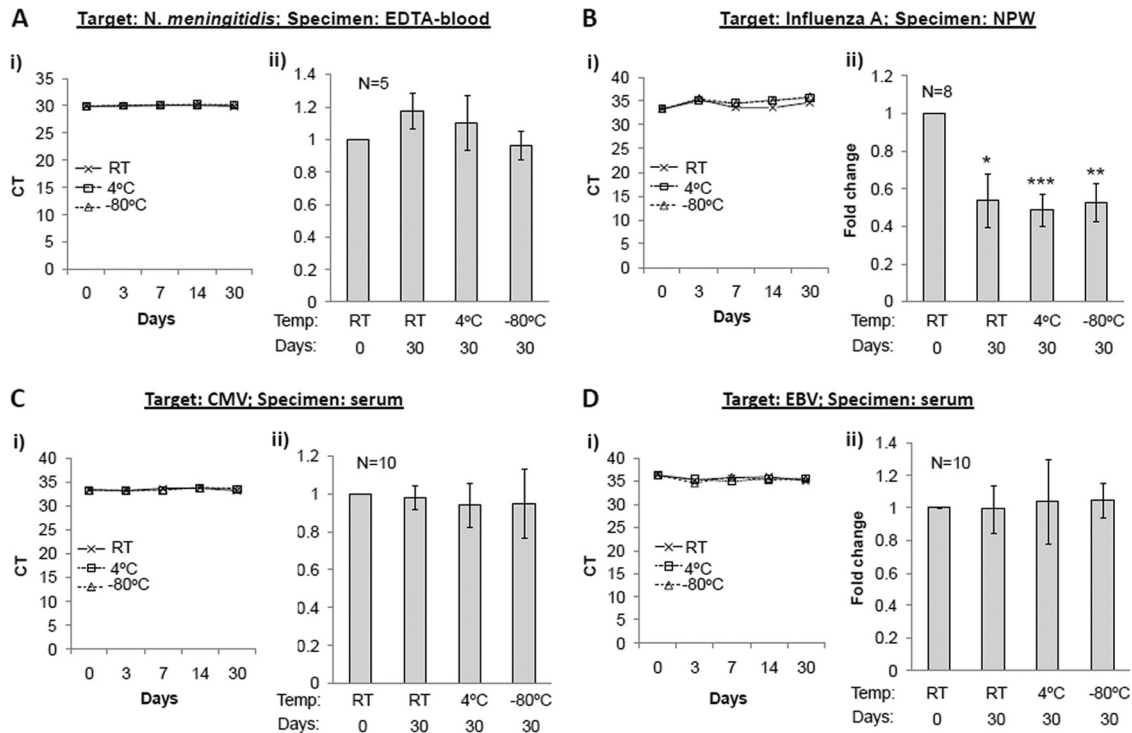 A
Target: N. meningitidis; Specimen: EDTA-blood
i)
35
30
25
20
15
10
5
0
CT
RT
4ºC
-80ºC
0 3 7 14 30
Days
ii)
1.4
1.2
1
0.8
0.6
0.4
0.2
0
N=5
Temp: RT RT 4ºC -80ºC
Days: 0 30 30 30
B
Target: Influenza A; Specimen: NPW
i)
40
35
30
25
20
15
10
5
0
CT
RT
4ºC
-80ºC
0 3 7 14 30
Days
ii)
1.2
1
0.8
0.6
0.4
0.2
0
Fold change
N=8
* *** **
Temp: RT RT 4ºC -80ºC
Days: 0 30 30 30
C
Target: CMV; Specimen: serum
i)
40
35
30
25
20
15
10
5
0
CT
RT
4ºC
-80ºC
0 3 7 14 30
Days
ii)
1.2
1
0.8
0.6
0.4
0.2
0
N=10
Temp: RT RT 4ºC -80ºC
Days: 0 30 30 30
D
Target: EBV; Specimen: serum
i)
40
35
30
25
20
15
10
5
0
CT
RT
4ºC
-80ºC
0 3 7 14 30
Days
ii)
1.4
1.2
1
0.8
0.6
0.4
0.2
0
Fold change
N=10
Temp: RT RT 4ºC -80ºC
Days: 0 30 30 30